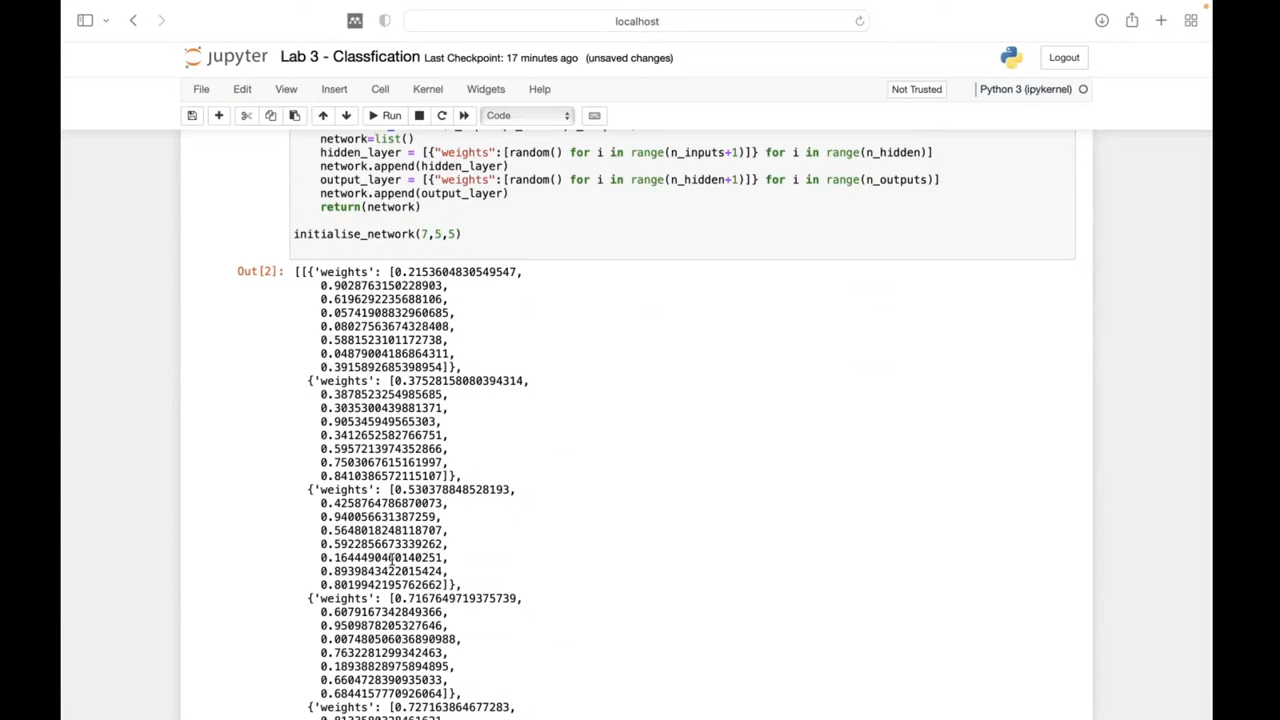 localhost
jupyter Lab 3 - Classfication Last Checkpoint: 17 minutes ago (unsaved changes) Logout
File Edit View Insert Cell Kernel Widgets Help Not Trusted Python 3 (ipykernel)
Run Code
network=list()
hidden_layer = [{"weights":[random() for i in range(n_inputs+1)]} for i in range(n_hidden)]
network.append(hidden_layer)
output_layer = [{"weights":[random() for i in range(n_hidden+1)]} for i in range(n_outputs)]
network.append(output_layer)
return(network)
initialise_network(7,5,5)
Out[2]: [[{'weights': [0.2153604830549547,
0.9028763150228903,
0.6196292235688106,
0.05741908832960685,
0.08027563674328408,
0.5881523101172738,
0.04879004186864311,
0.3915892685398954]},
{'weights': [0.37528158080394314,
0.3878523254985685,
0.3035300439881371,
0.905345949565303,
0.3412652582766751,
0.5957213974352866,
0.7503067615161997,
0.8410386572115107]},
{'weights': [0.530378848528193,
0.4258764786870073,
0.940056631387259,
0.5648018248118707,
0.5922856673339262,
0.8939843422015424,
0.8019942195762662]},
{'weights': [0.7167649719375739,
0.6079167342849366,
0.9509878205327646,
0.007480506036890988,
0.7632281299342463,
0.18938828975894895,
0.6604728390935033,
0.6844157770926064]},
{'weights': [0.727163864677283,